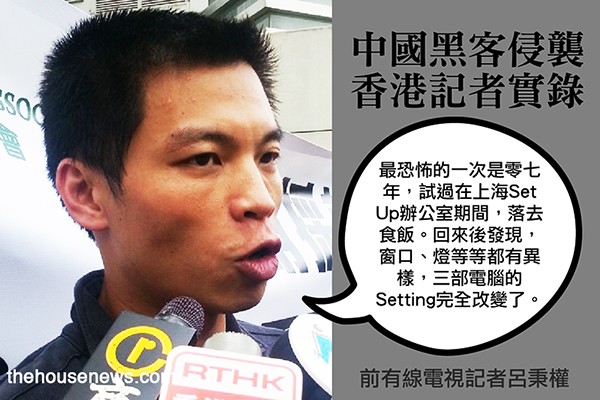 中國黑客侵襲
香港記者實錄
最恐怖的一次是零七
年，試過在上海Set
Up辦公室期間，落去
食飯。回來後發現，
窗口、燈等等都有異
樣，三部電腦的
Setting完全改變了。
前有線電視記者呂秉權
SSOC
會
RTHK
thehousenews.com